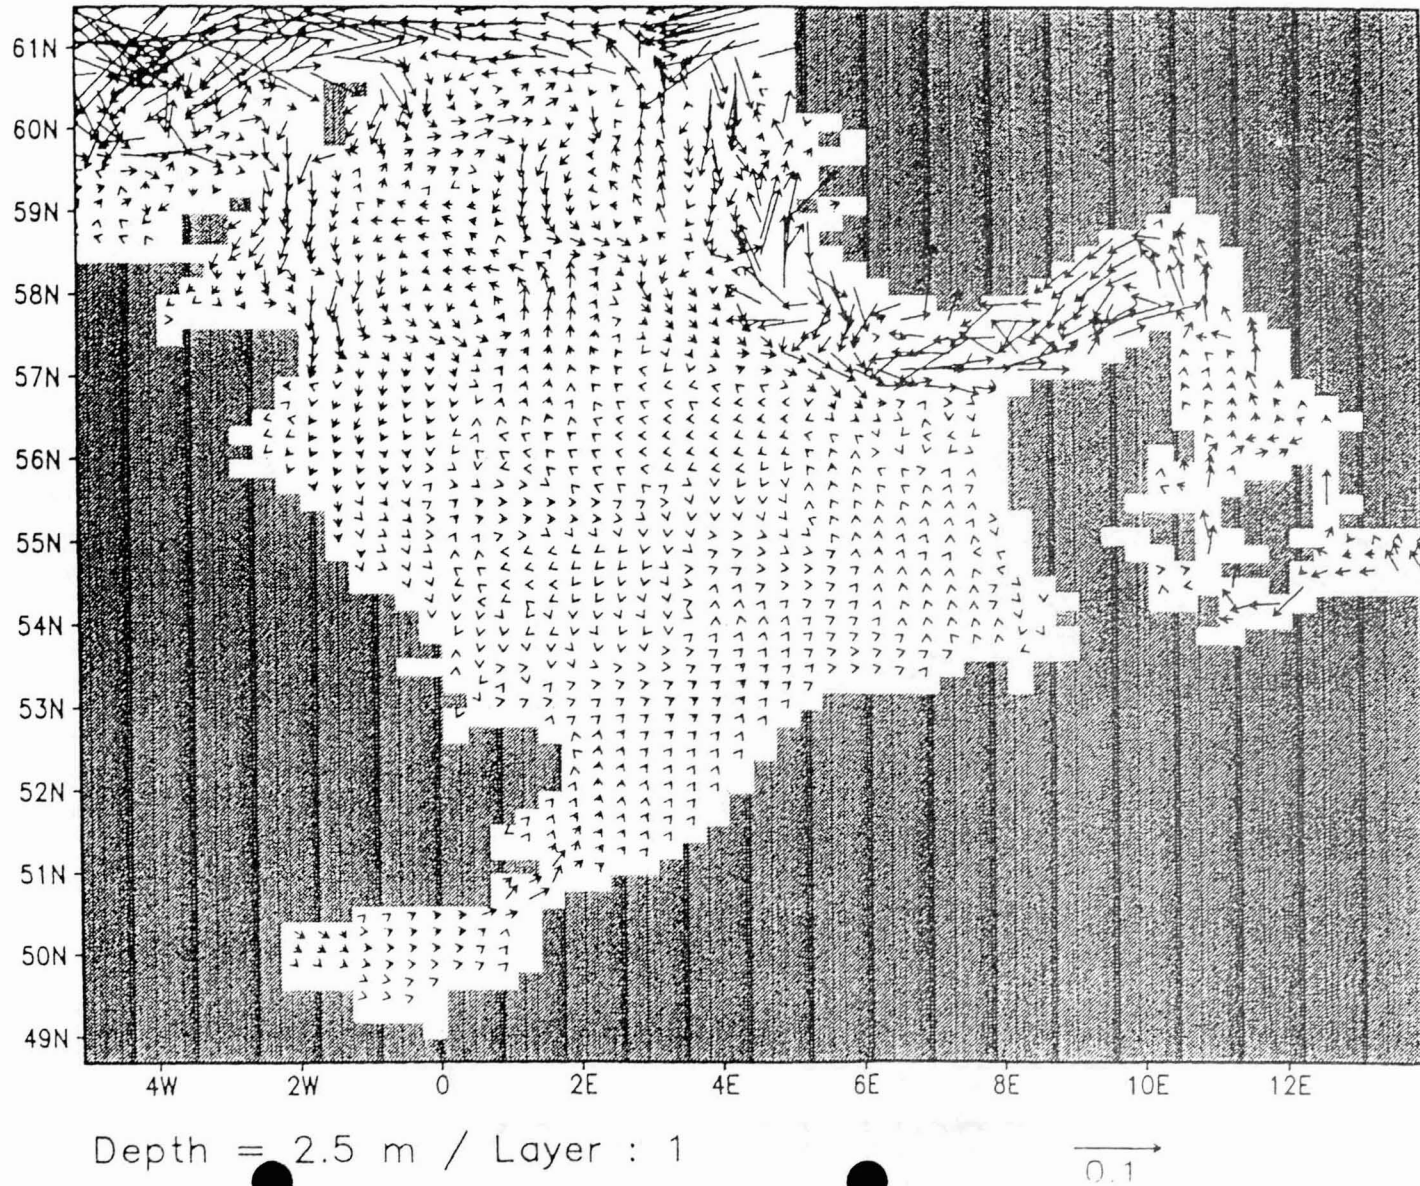 61N
60N
59N
58N
57N
56N
55N
54N
53N
52N
51N
50N
49N
4W 2W 0 2E 4E 6E 8E 10E 12E
Depth = 2.5 m / Layer : 1
0.1